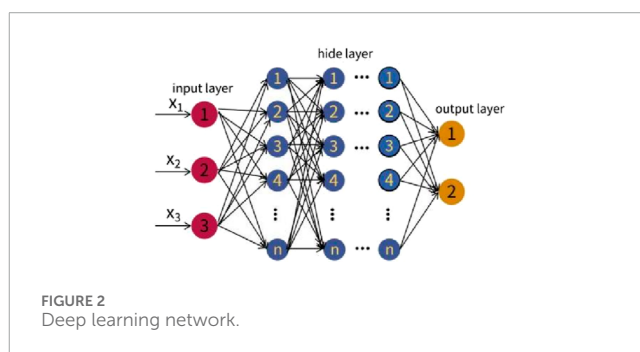 hide layer
input layer
output layer
X1
X2
X3
1
2
3
1
2
3
4
⋮
n
1
2
3
4
⋮
n
...
...
...
...
...
1
2
3
4
n
1
2
FIGURE 2
Deep learning network.